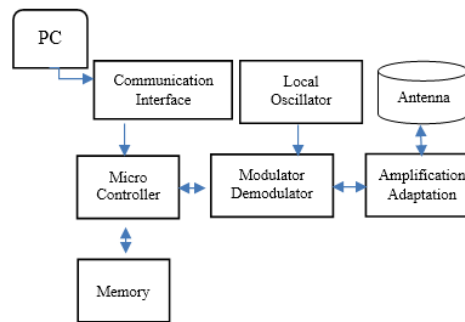 PC
Communication
Interface
Local
Oscillator
Antenna
Micro
Controller
Modulator
Demodulator
Amplification
Adaptation
Memory